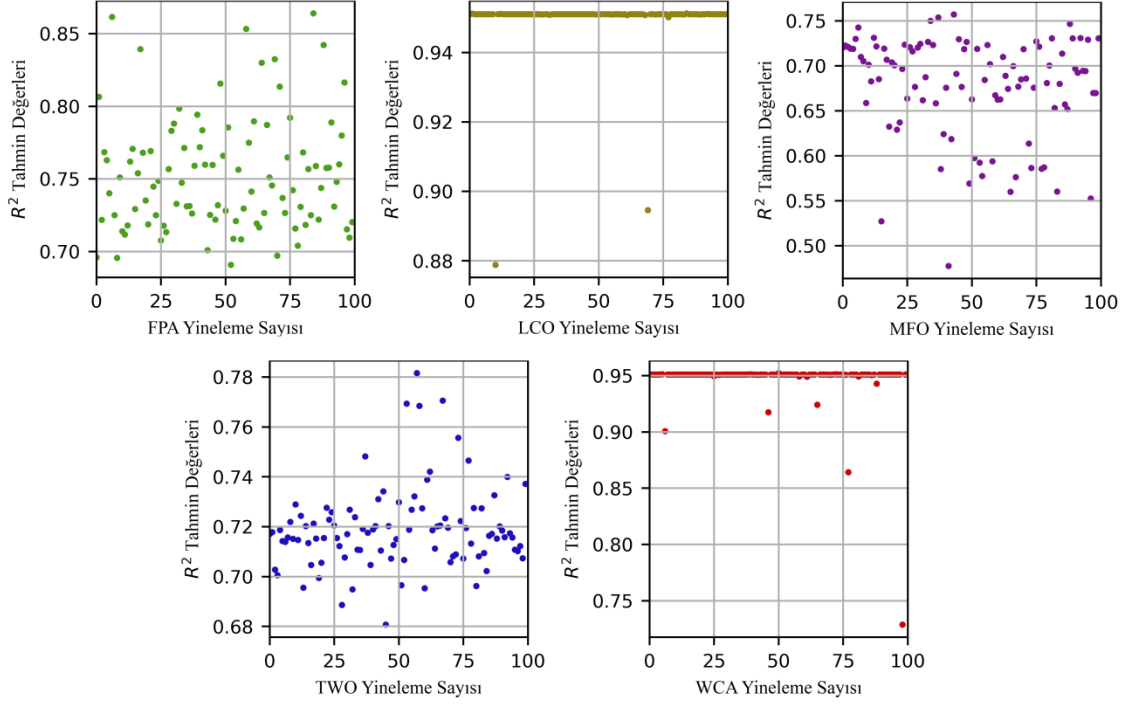 0.85
0.80
0.75
0.70
R² Tahmin Değerleri
0 25 50 75 100
FPA Yineleme Sayısı
0.94
0.92
0.90
0.88
R² Tahmin Değerleri
0 25 50 75 100
LCO Yineleme Sayısı
0.75
0.70
0.65
0.60
0.55
0.50
R² Tahmin Değerleri
0 25 50 75 100
MFO Yineleme Sayısı
0.78
0.76
0.74
0.72
0.70
0.68
R² Tahmin Değerleri
0 25 50 75 100
TWO Yineleme Sayısı
0.95
0.90
0.85
0.80
0.75
R² Tahmin Değerleri
0 25 50 75 100
WCA Yineleme Sayısı